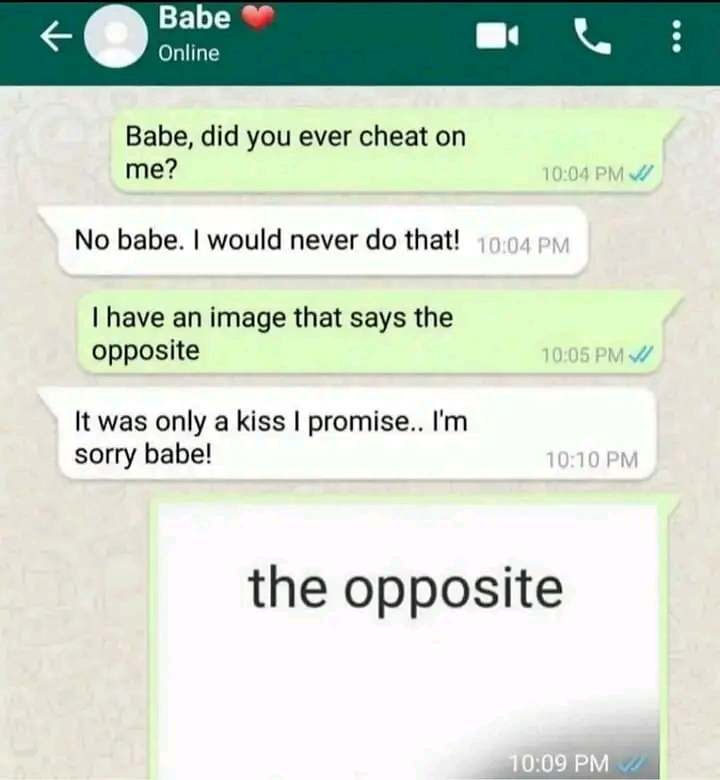 Babe ❤️
Online
Babe, did you ever cheat on
me?
10:04 PM
No babe. I would never do that! 10:04 PM
I have an image that says the
opposite
10:05 PM
It was only a kiss I promise.. I'm
sorry babe!
10:10 PM
the opposite
10:09 PM